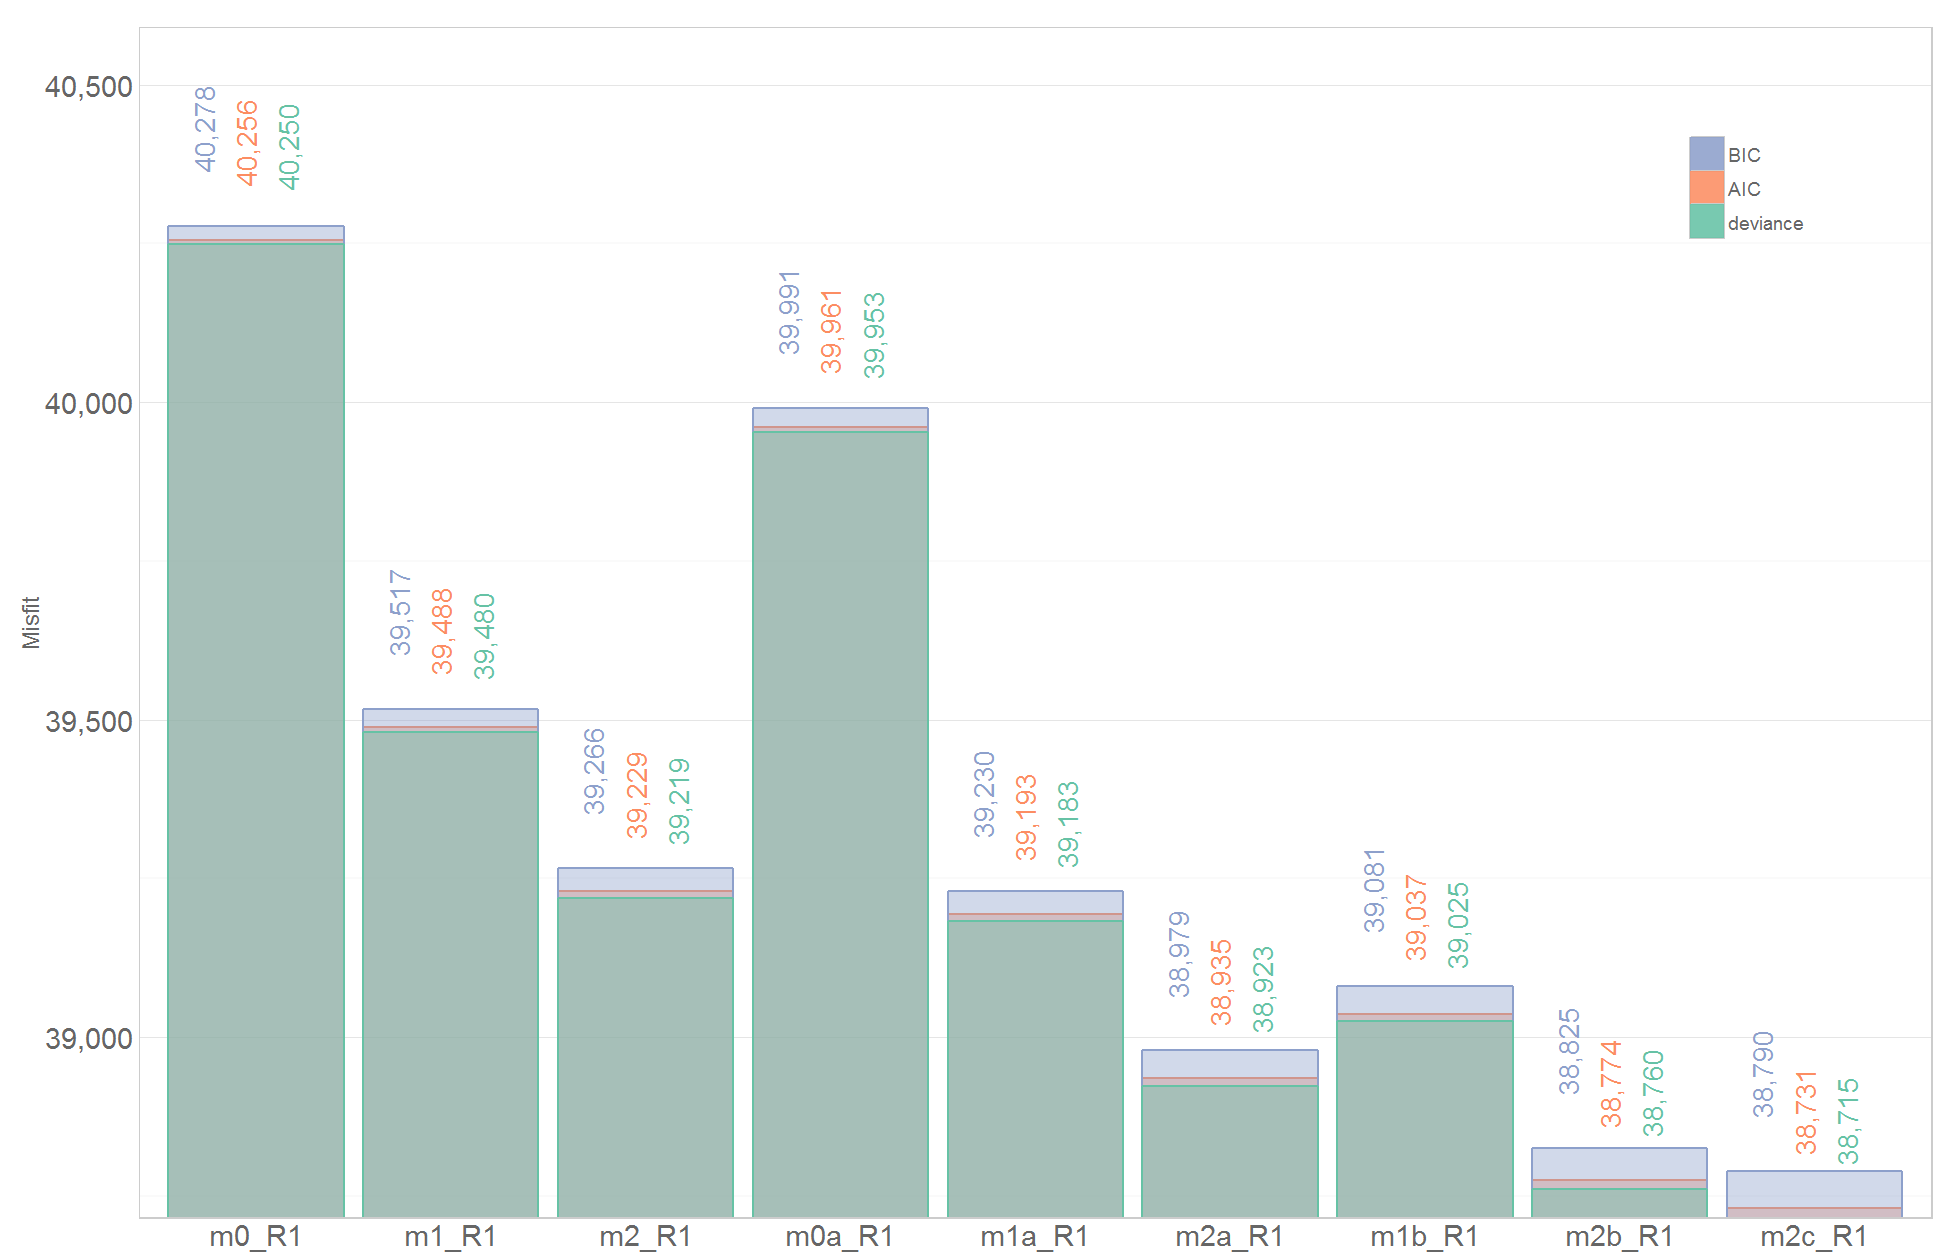 40,500
40,000
39,500
39,000
Misfit
BIC
AIC
deviance
40,278 40,256 40,250
39,517 39,488 39,480
39,266 39,229 39,219
39,991 39,961 39,953
39,230 39,193 39,183
38,979 38,935 38,923
39,081 39,037 39,025
38,825 38,774 38,760
38,790 38,731 38,715
m0_R1 m1_R1 m2_R1 m0a_R1 m1a_R1 m2a_R1 m1b_R1 m2b_R1 m2c_R1